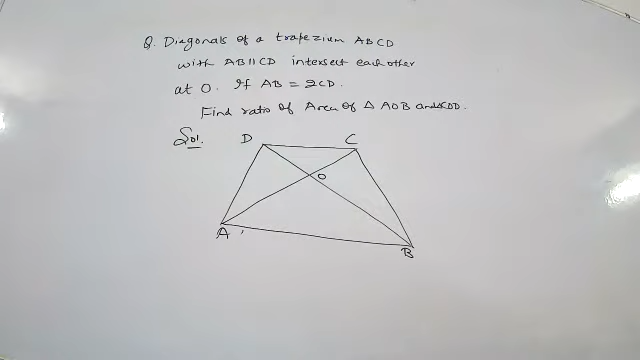 Q. Diagonals of a trapezium ABCD
with AB||CD intersect each other
at O. If AB = 2CD.
Find ratio of Area of Δ AOB and COD.
Sol.
D C
O
A
B